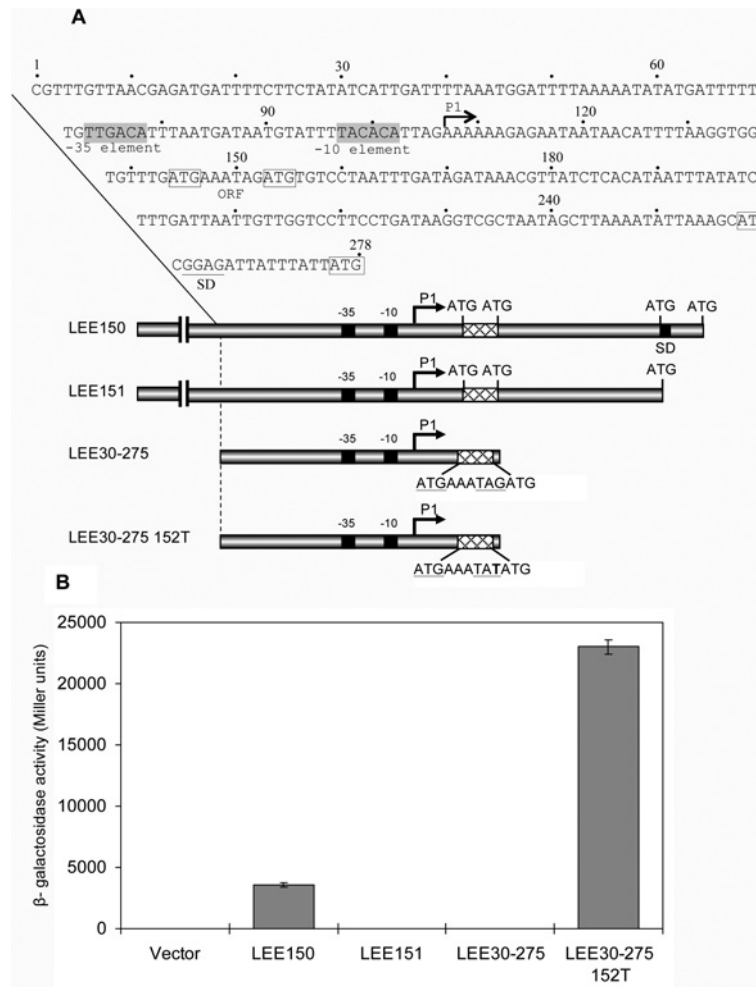 A
1 30 60
CGTTTGTTAACGAGATGATTTTCTTCTATATCATTGATTTTAAATGGATTTTAAAAATATATGATTTTT
90 P1 120
TGTTGACATTTAATGATAATGTATTTTACACATTAGAAAAAAGAGAATAATAACATTTTAAGGTGG
-35 element -10 element
150 180
TGTTTGATGAAATAGATGTGTCCTAATTTGATAGATAAACGTTATCTCACATAATTTATATC
ORF
240
TTTGATTAATTGTTGGTCCTTCCTGATAAGGTCGCTAATAGCTTAAAATATTAAAGCAT
278
CGGAGATTATTTATTATG
SD
-35 -10 P1 ATG ATG ATG ATG
LEE150
SD
-35 -10 P1 ATG ATG ATG
LEE151
-35 -10 P1
LEE30-275
ATGAAATAGATG
-35 -10 P1
LEE30-275 152T
ATGAAATATATG
B
β- galactosidase activity (Miller units)
25000
20000
15000
10000
5000
0
Vector LEE150 LEE151 LEE30-275 LEE30-275
152T